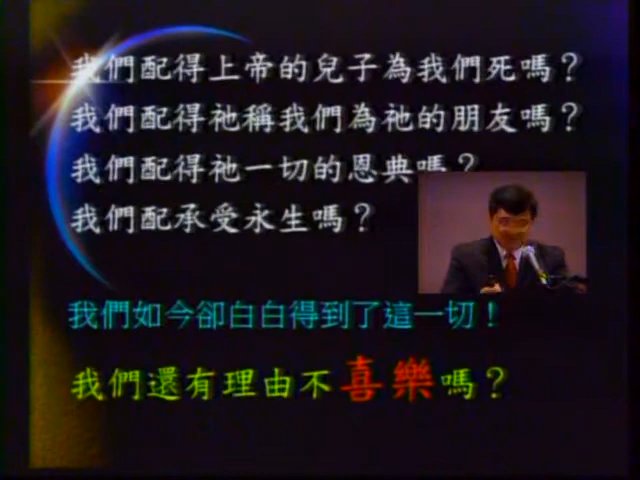 我們配得上帝的兒子為我們死嗎？
我們配得祂稱我們為祂的朋友嗎？
我們配得祂一切的恩典嗎？
我們配承受永生嗎？
我們如今卻白白得到了這一切！
我們還有理由不喜樂嗎？